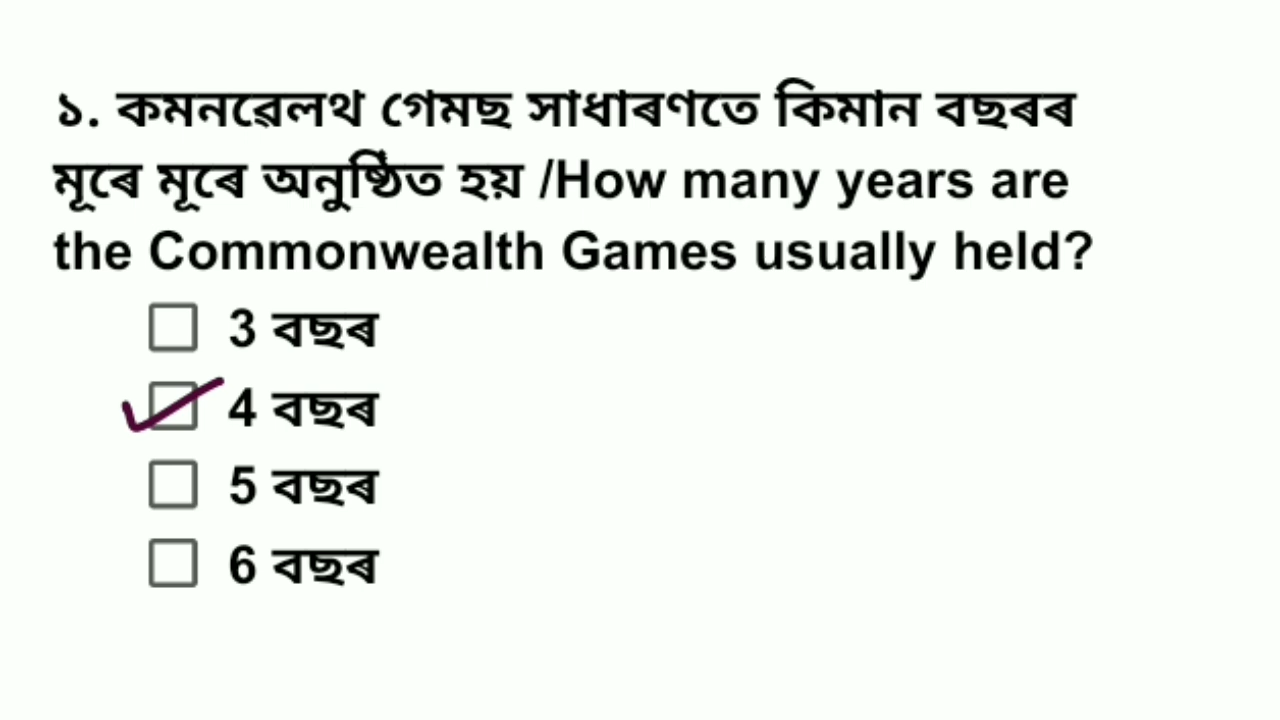 ১. কমনৱেলথ গেমছ সাধাৰণতে কিমান বছৰৰ
মূৰে মূৰে অনুষ্ঠিত হয় /How many years are
the Commonwealth Games usually held?
3 বছৰ
4 বছৰ
5 বছৰ
6 বছৰ